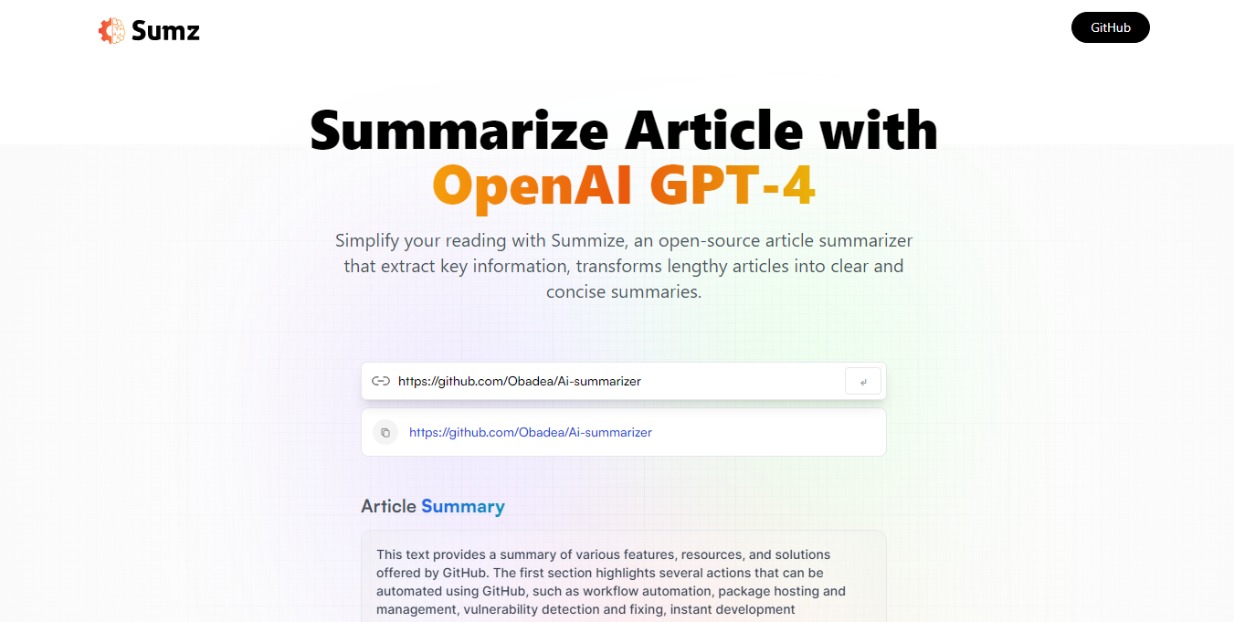 Sumz
GitHub
Summarize Article with
OpenAI GPT-4
Simplify your reading with Summize, an open-source article summarizer
that extract key information, transforms lengthy articles into clear and
concise summaries.
https://github.com/Obadea/Ai-summarizer
https://github.com/Obadea/Ai-summarizer
Article Summary
This text provides a summary of various features, resources, and solutions
offered by GitHub. The first section highlights several actions that can be
automated using GitHub, such as workflow automation, package hosting and
management, vulnerability detection and fixing, instant development